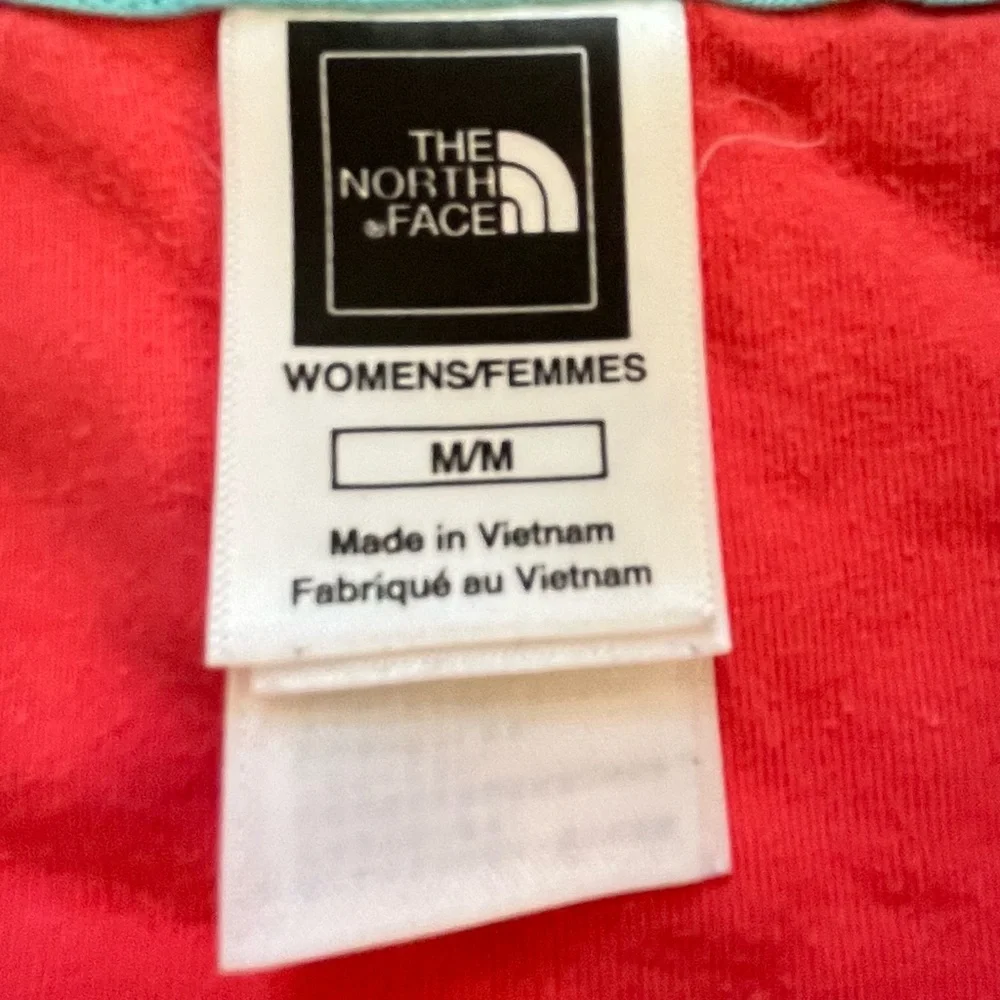 THE
NORTH
®FACE
WOMENS/FEMMES
M/M
Made in Vietnam
Fabriqué au Vietnam